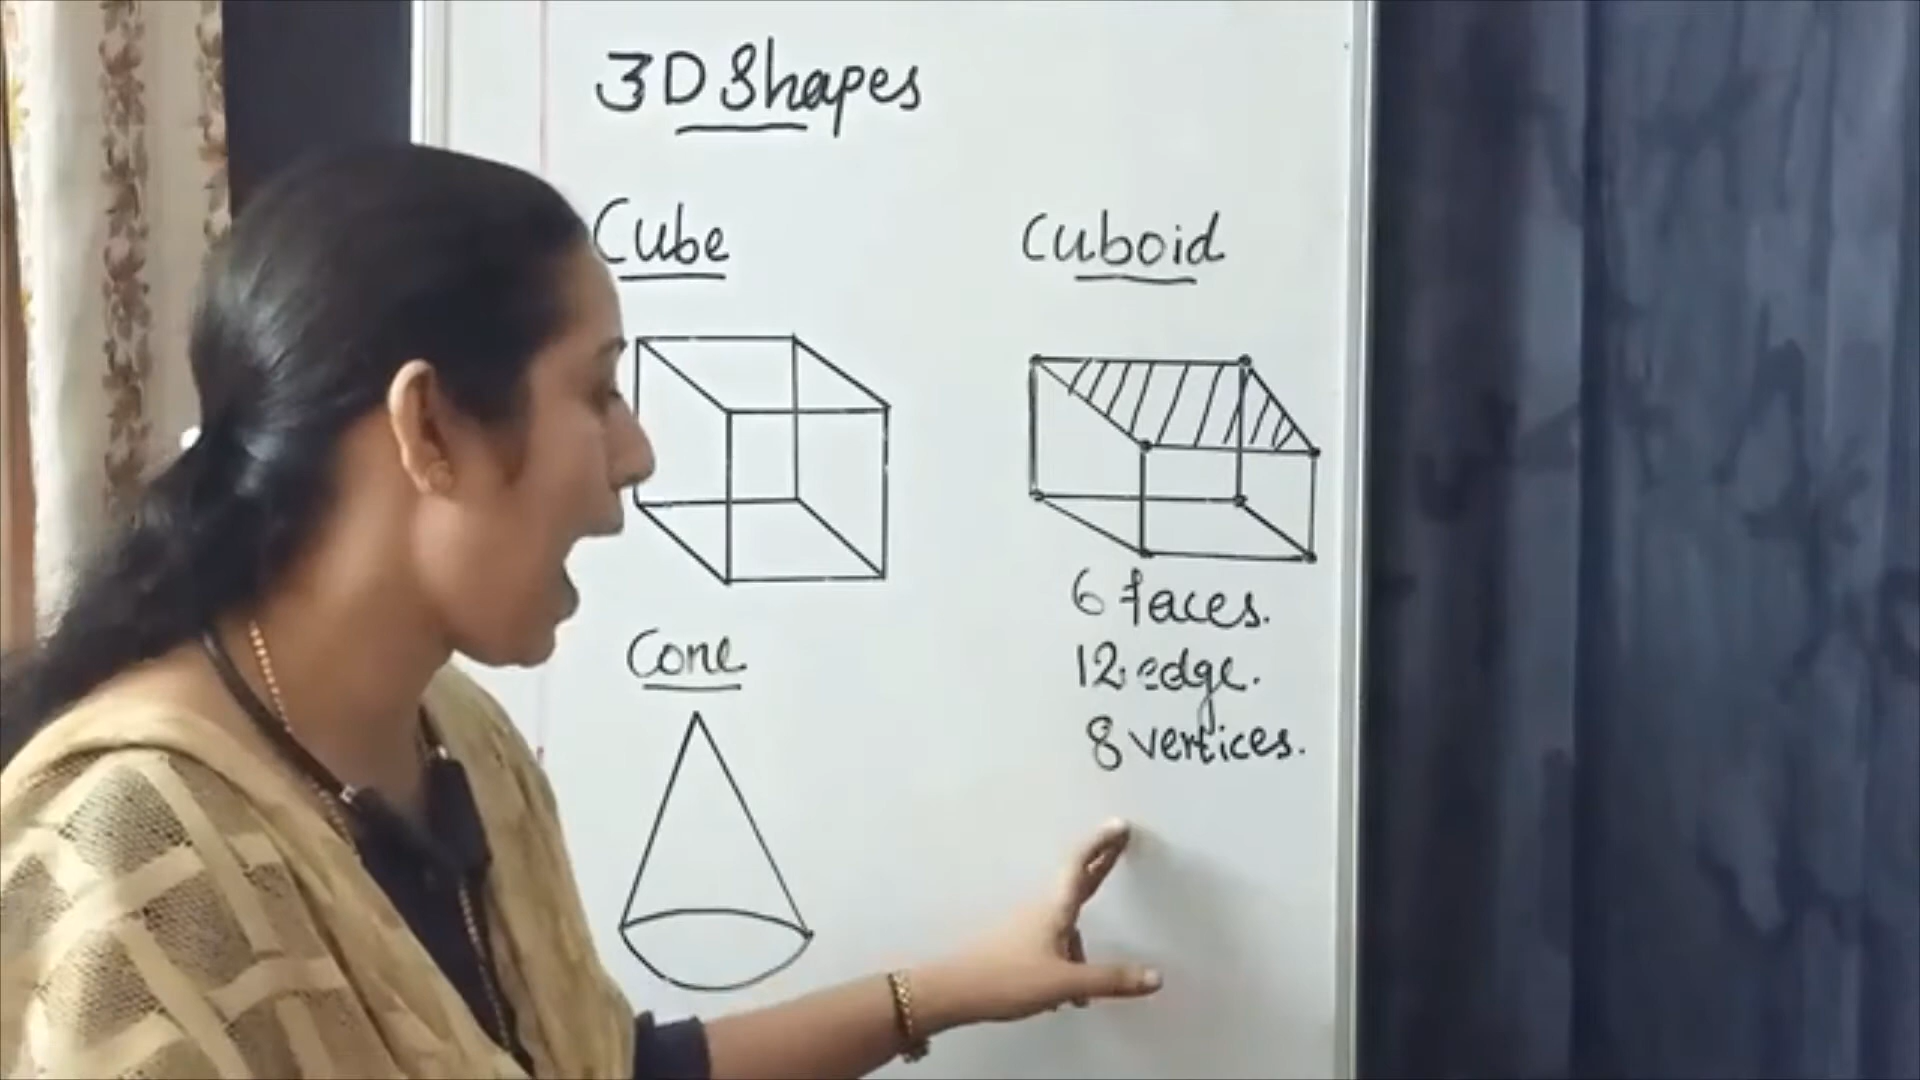 3D Shapes
Cube
Cuboid
6 faces.
12 edge.
8 vertices.
Cone